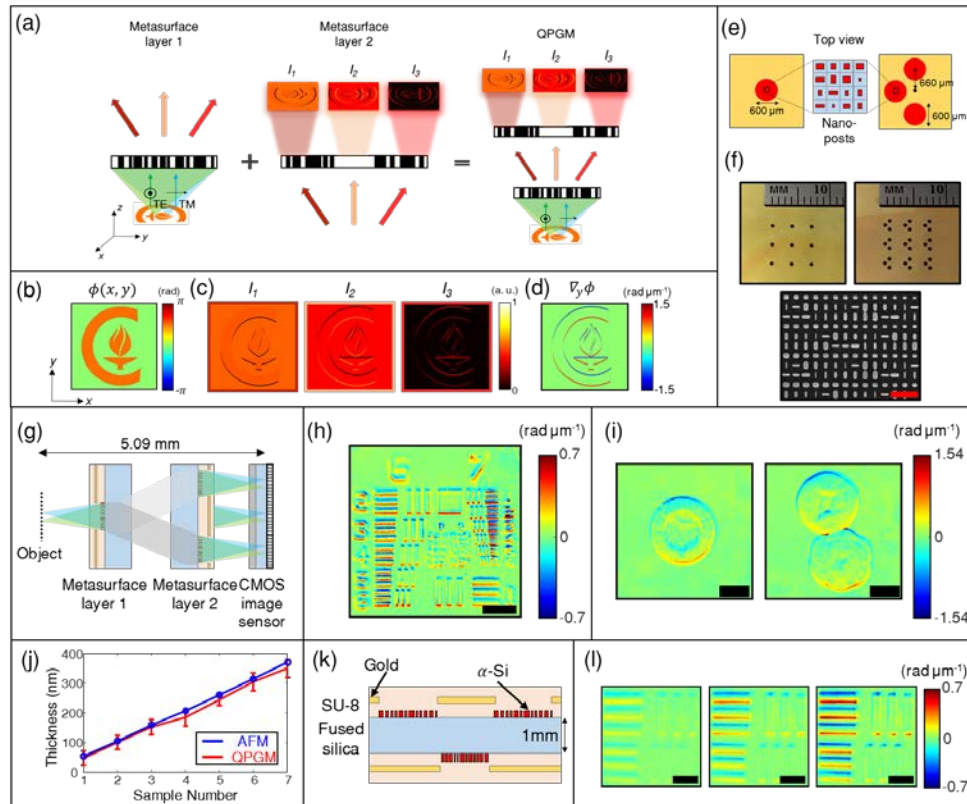 (a)
Metasurface
layer 1
Metasurface
layer 2
QPGM
I₁
I₂
I₃
I₁
I₂
I₃
+
=
TE
TM
z
y
x
(b)
ϕ(x, y)
(rad)
π
-π
y
x
(c)
I₁
I₂
I₃
(a. u.)
1
0
(d)
∇yϕ
(rad µm⁻¹)
1.5
-1.5
(e)
Top view
600 µm
Nano-
posts
660
µm
600
µm
(f)
MM
10
MM
10
(g)
5.09 mm
Object
Metasurface
layer 1
Metasurface
layer 2
CMOS
image
sensor
(h)
(rad µm⁻¹)
0.7
0
-0.7
6
7
(i)
(rad µm⁻¹)
1.54
0
-1.54
(j)
Thickness (nm)
400
300
200
100
0
1
2
3
4
5
6
7
Sample Number
AFM
QPGM
(k)
Gold
α-Si
SU-8
Fused
silica
1mm
(l)
(rad µm⁻¹)
0.7
0
-0.7